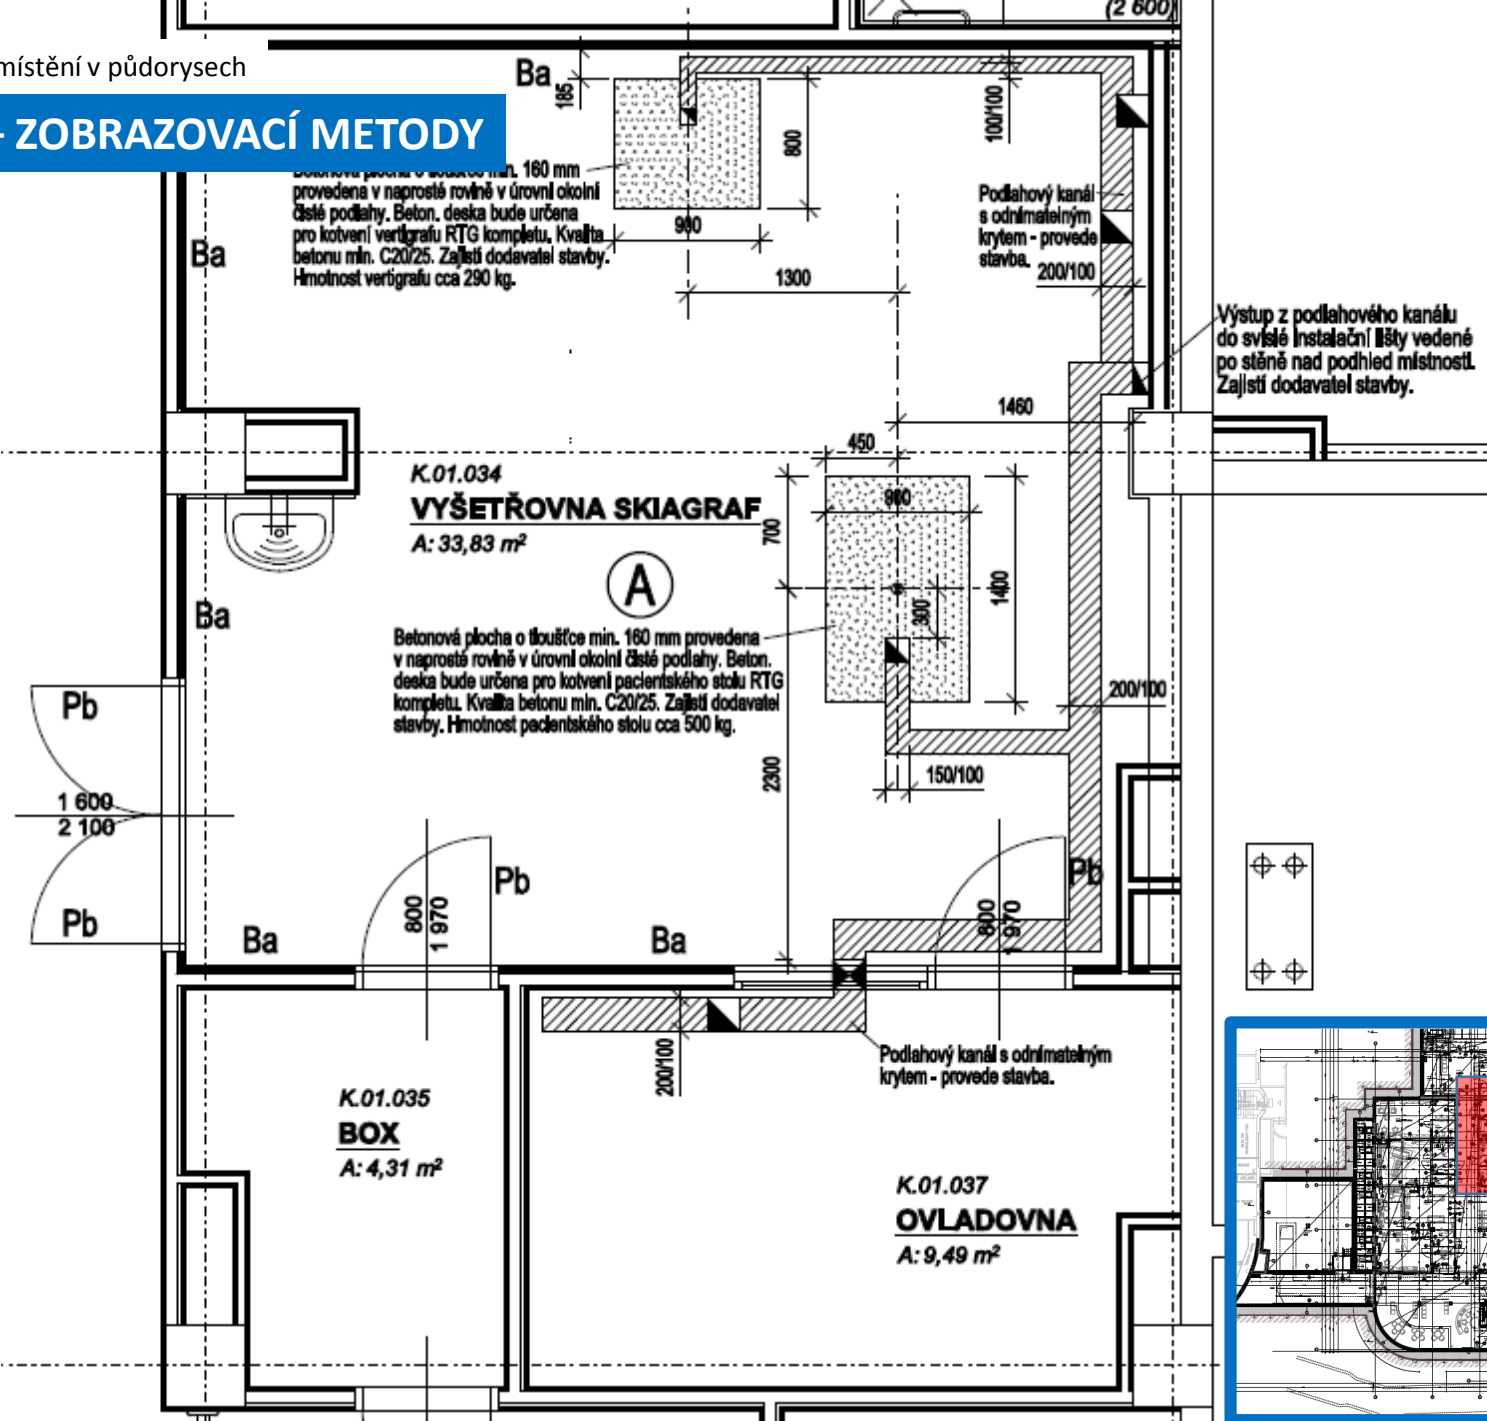 (2 600)
místění v půdorysech
- ZOBRAZOVACÍ METODY
Ba
185
800
100/100
min. 160 mm
provedena v naprosté rovině v úrovni okolní
čisté podlahy. Beton. deska bude určena
pro kotvení vertigrafu RTG kompletu. Kvalita
betonu min. C20/25. Zajistí dodavatel stavby.
Hmotnost vertigrafu cca 290 kg.
900
1300
Podlahový kanál
s odnímatelným
krytem - provede
stavba.
200/100
Ba
Výstup z podlahového kanálu
do svislé instalační lišty vedené
po stěně nad podhled místnosti.
Zajistí dodavatel stavby.
1460
450
K.01.034
VYŠETŘOVNA SKIAGRAF
A: 33,83 m²
A
900
700
1400
300
Ba
Betonová plocha o tloušťce min. 160 mm provedena
v naprosté rovině v úrovni okolní čisté podlahy. Beton.
deska bude určena pro kotvení pacientského stolu RTG
kompletu. Kvalita betonu min. C20/25. Zajistí dodavatel
stavby. Hmotnost pacientského stolu cca 500 kg.
200/100
Pb
2300
150/100
1 600
2 100
Pb
Pb
Pb
800
1 970
800
1 970
Ba
Ba
200/100
Podlahový kanál s odnímatelným
krytem - provede stavba.
K.01.035
BOX
A: 4,31 m²
K.01.037
OVLADOVNA
A: 9,49 m²